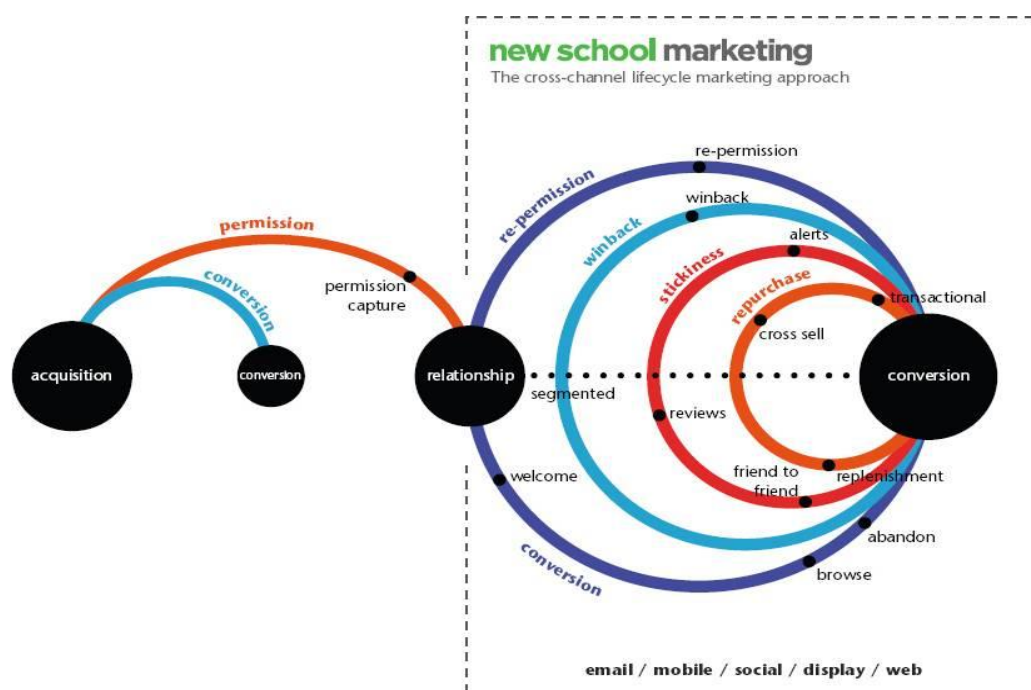 new school marketing
The cross-channel lifecycle marketing approach
re-permission
re-permission
winback
winback
alerts
stickiness
repurchase
transactional
cross sell
permission
conversion
permission
capture
acquisition
conversion
relationship
conversion
segmented
reviews
friend to
friend
replenishment
welcome
abandon
browse
conversion
email / mobile / social / display / web